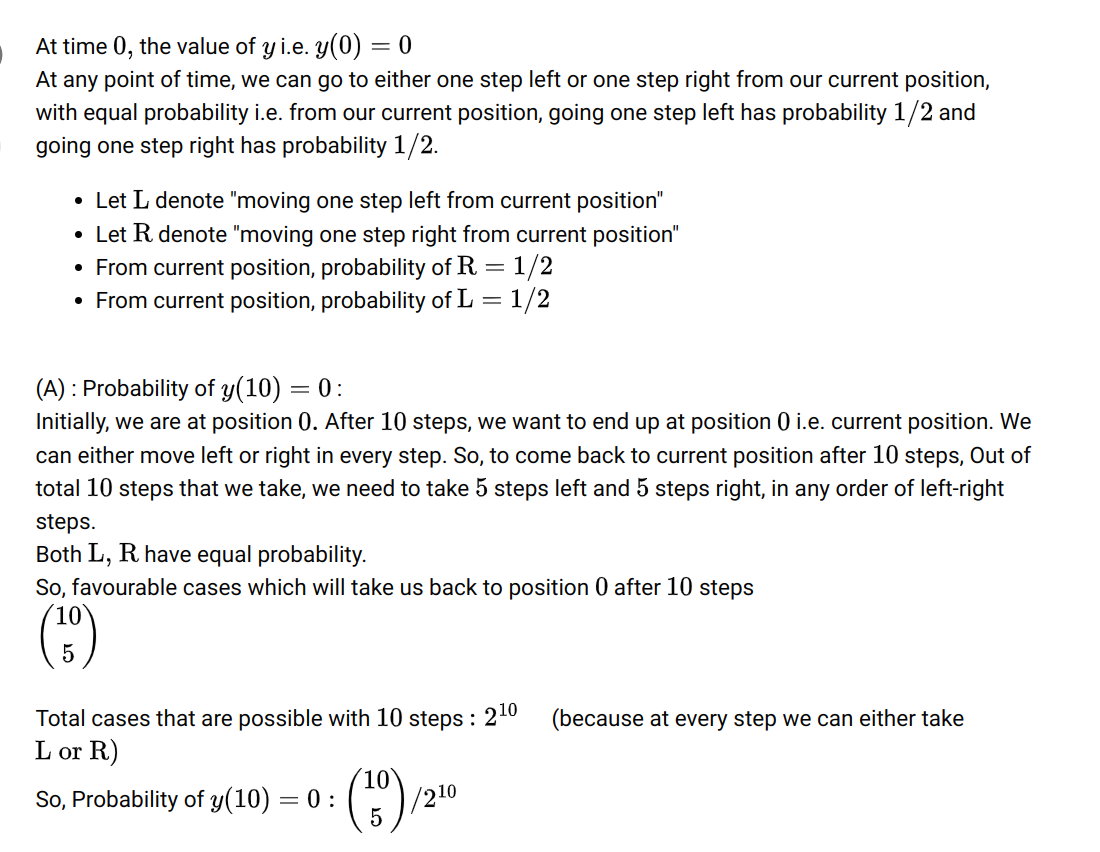 At time 0, the value of y i.e. y(0) = 0
At any point of time, we can go to either one step left or one step right from our current position,
with equal probability i.e. from our current position, going one step left has probability 1/2 and
going one step right has probability 1/2.
• Let L denote "moving one step left from current position"
• Let R denote "moving one step right from current position"
• From current position, probability of R = 1/2
• From current position, probability of L = 1/2
(A) : Probability of y(10) = 0 :
Initially, we are at position 0. After 10 steps, we want to end up at position 0 i.e. current position. We
can either move left or right in every step. So, to come back to current position after 10 steps, Out of
total 10 steps that we take, we need to take 5 steps left and 5 steps right, in any order of left-right
steps.
Both L, R have equal probability.
So, favourable cases which will take us back to position 0 after 10 steps
(10
5)
Total cases that are possible with 10 steps : 2^10 (because at every step we can either take
L or R)
So, Probability of y(10) = 0 : (10 5)/2^10